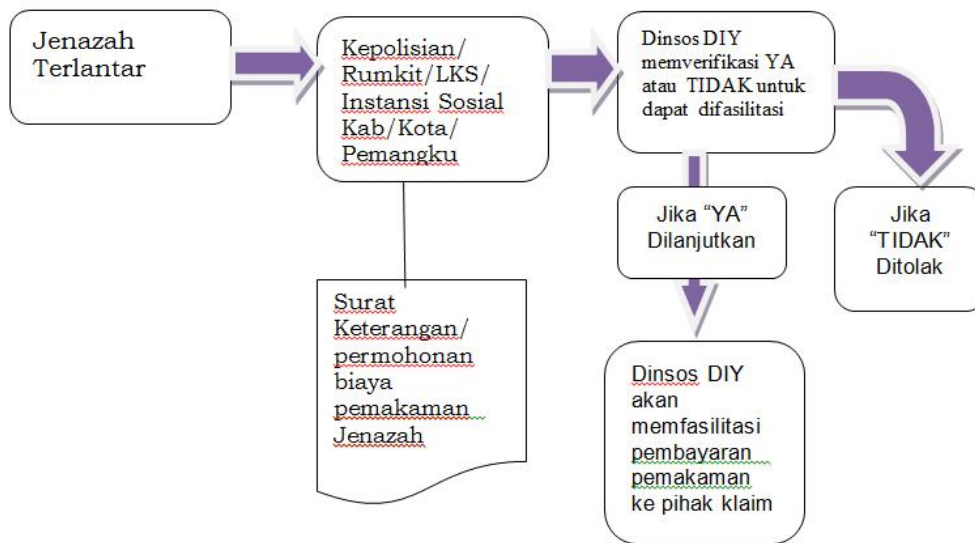 Jenazah
Terlantar
Kepolisian/
Rumkit/LKS/
Instansi Sosial
Kab/Kota/
Pemangku
Dinsos DIY
memverifikasi YA
atau TIDAK untuk
dapat difasilitasi
Jika “YA”
Dilanjutkan
Jika
“TIDAK”
Ditolak
Surat
Keterangan/
permohonan
biaya
pemakaman
Jenazah
Dinsos DIY
akan
memfasilitasi
pembayaran
pemakaman
ke pihak klaim